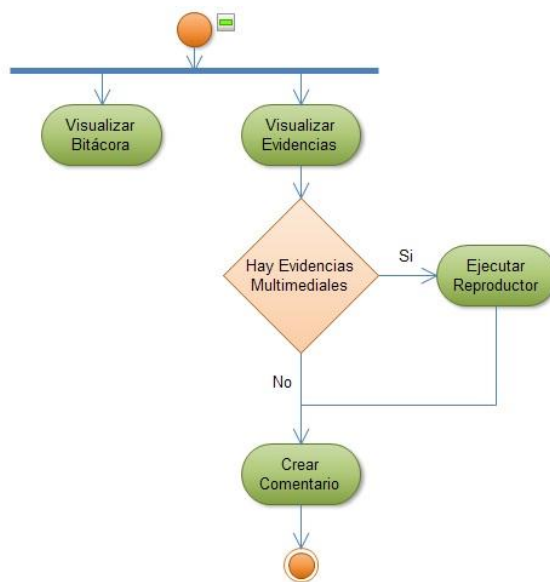 Visualizar
Bitácora
Visualizar
Evidencias
Hay Evidencias
Multimediales
Si
Ejecutar
Reproductor
No
Crear
Comentario